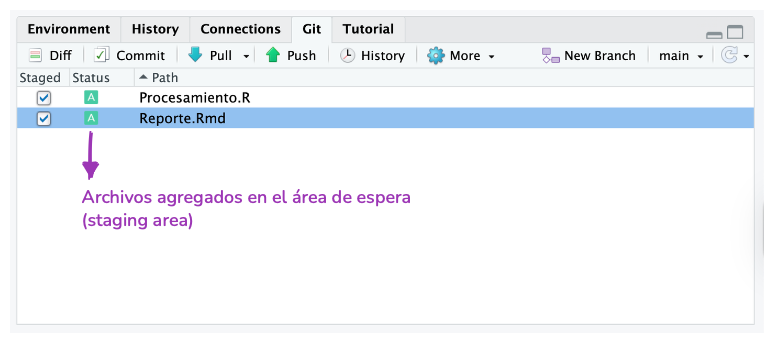 Environment History Connections Git Tutorial
Diff Commit Pull Push History More New Branch main
Staged Status Path
A Procesamiento.R
A Reporte.Rmd
Archivos agregados en el área de espera
(staging area)